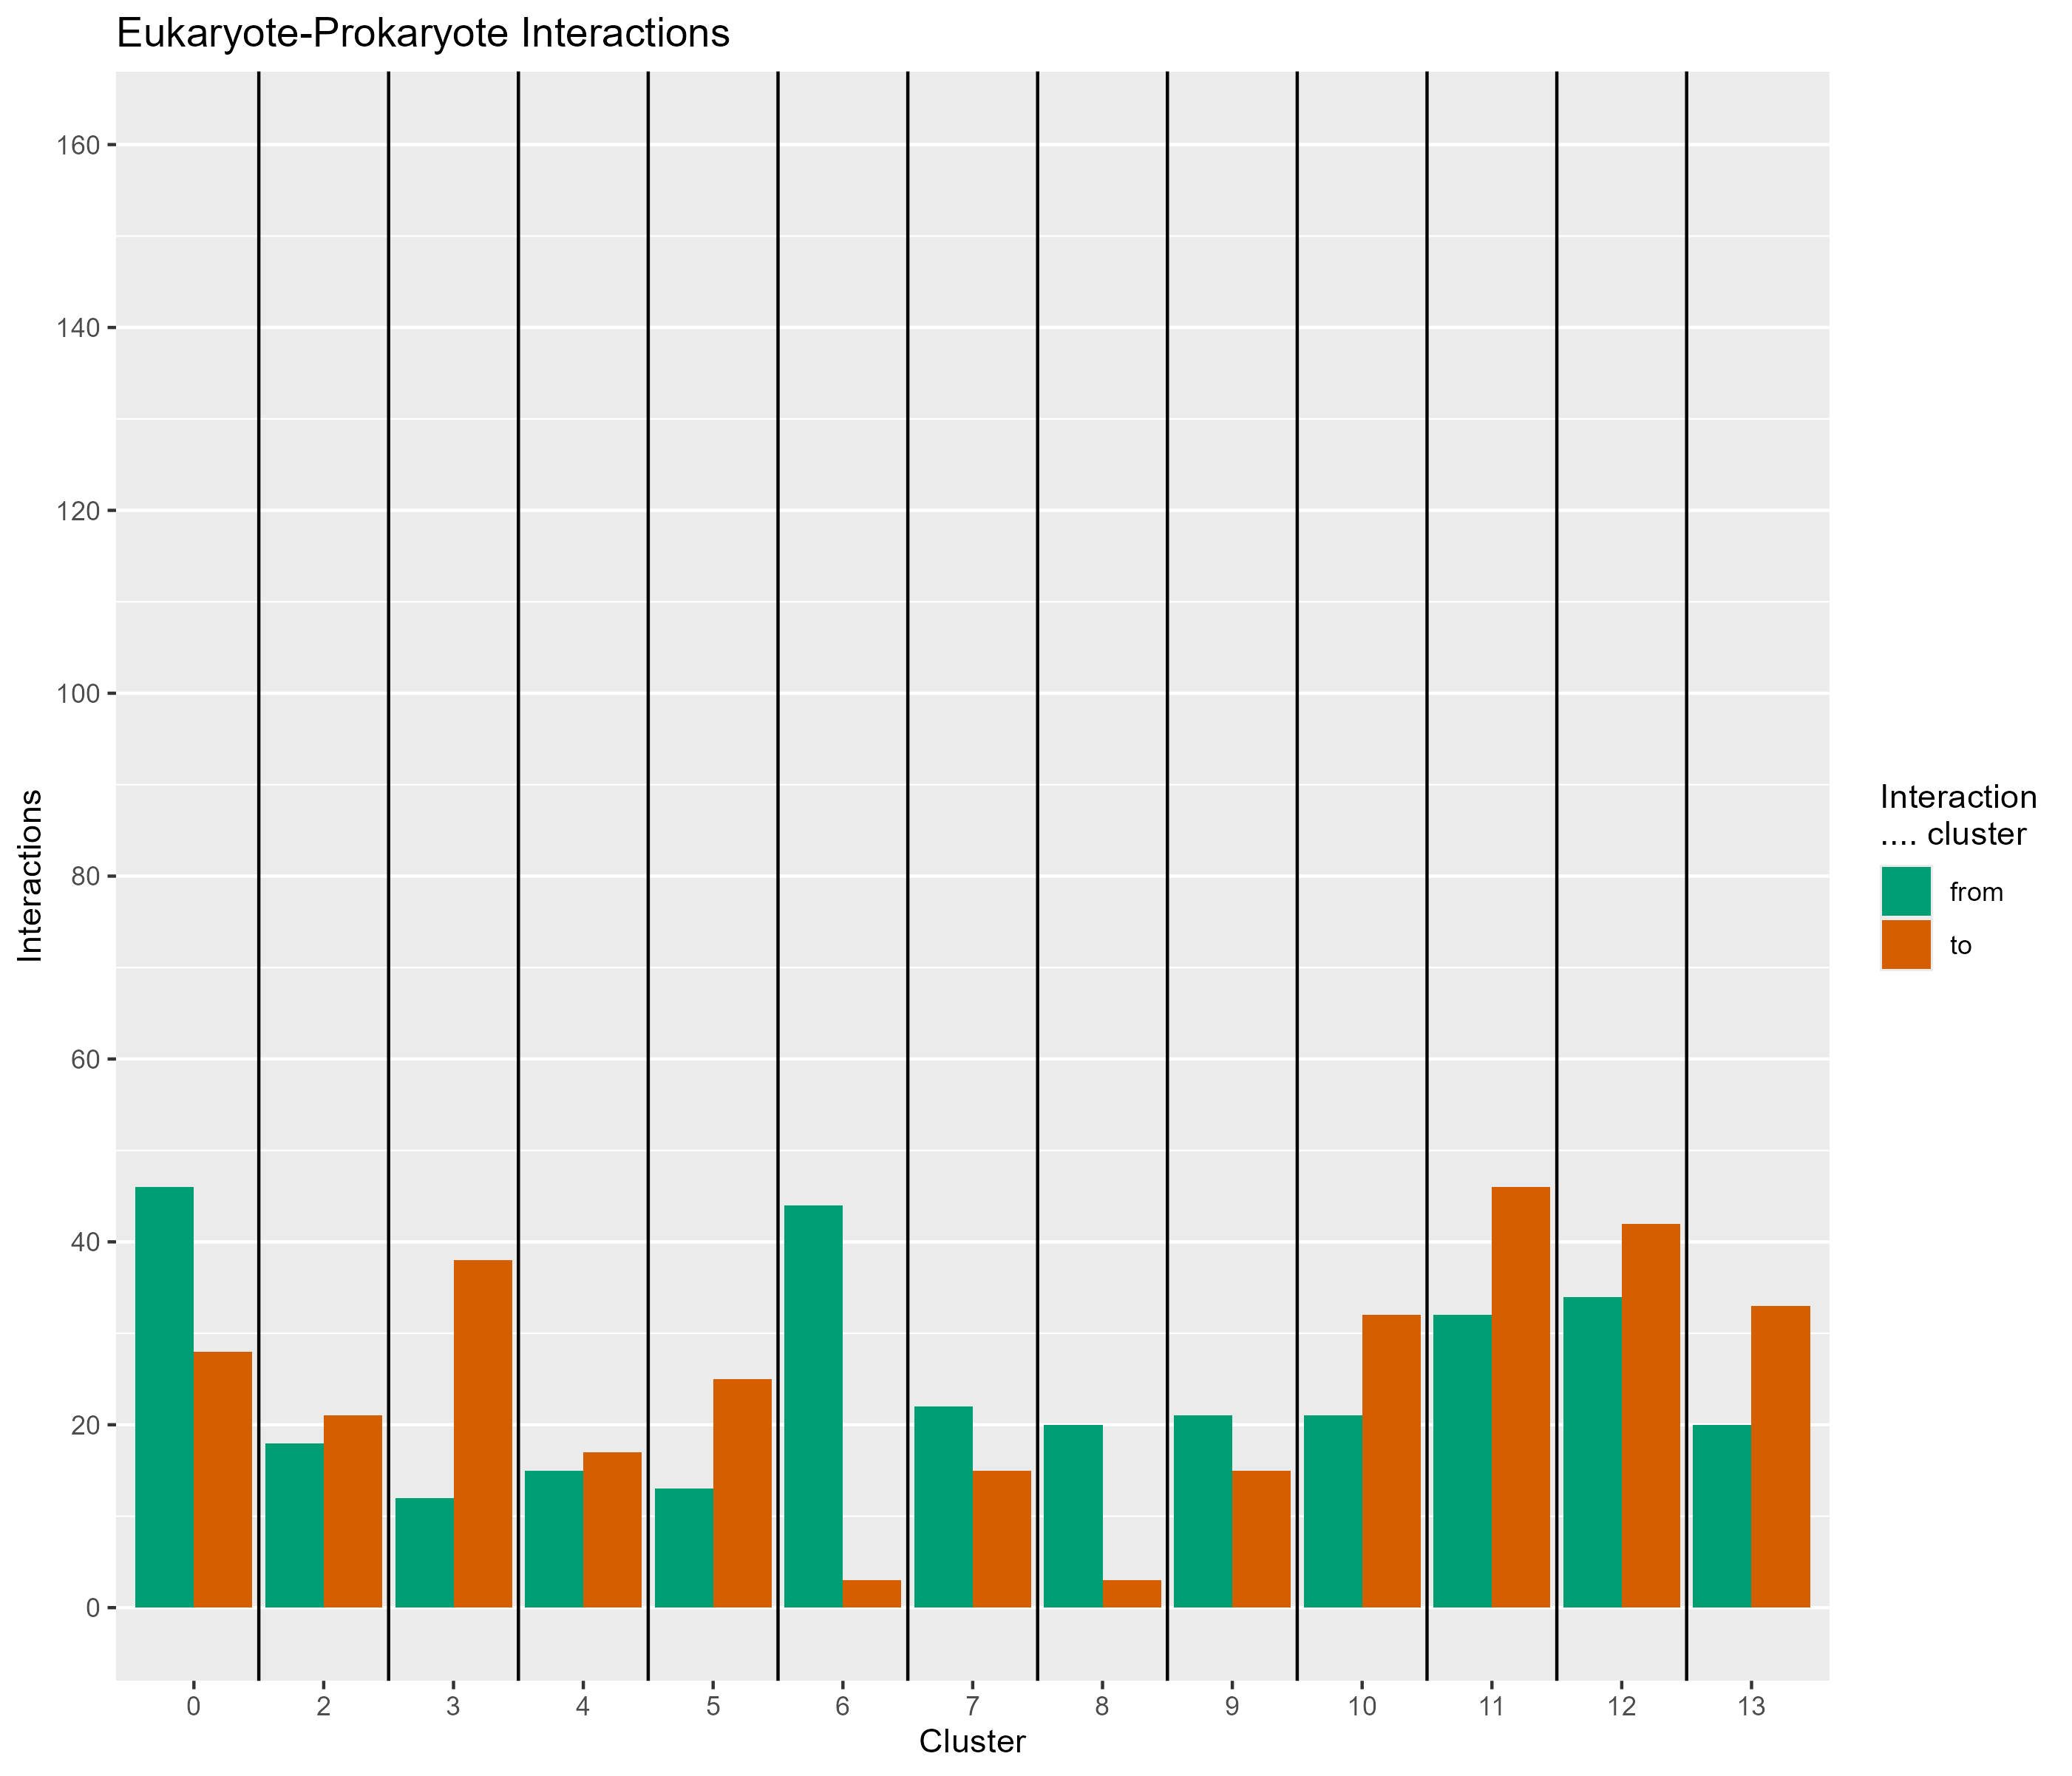 Eukaryote-Prokaryote Interactions
160
140
120
100
80
60
40
20
0
Interactions
0 2 3 4 5 6 7 8 9 10 11 12 13
Cluster
Interaction
.... cluster
from
to